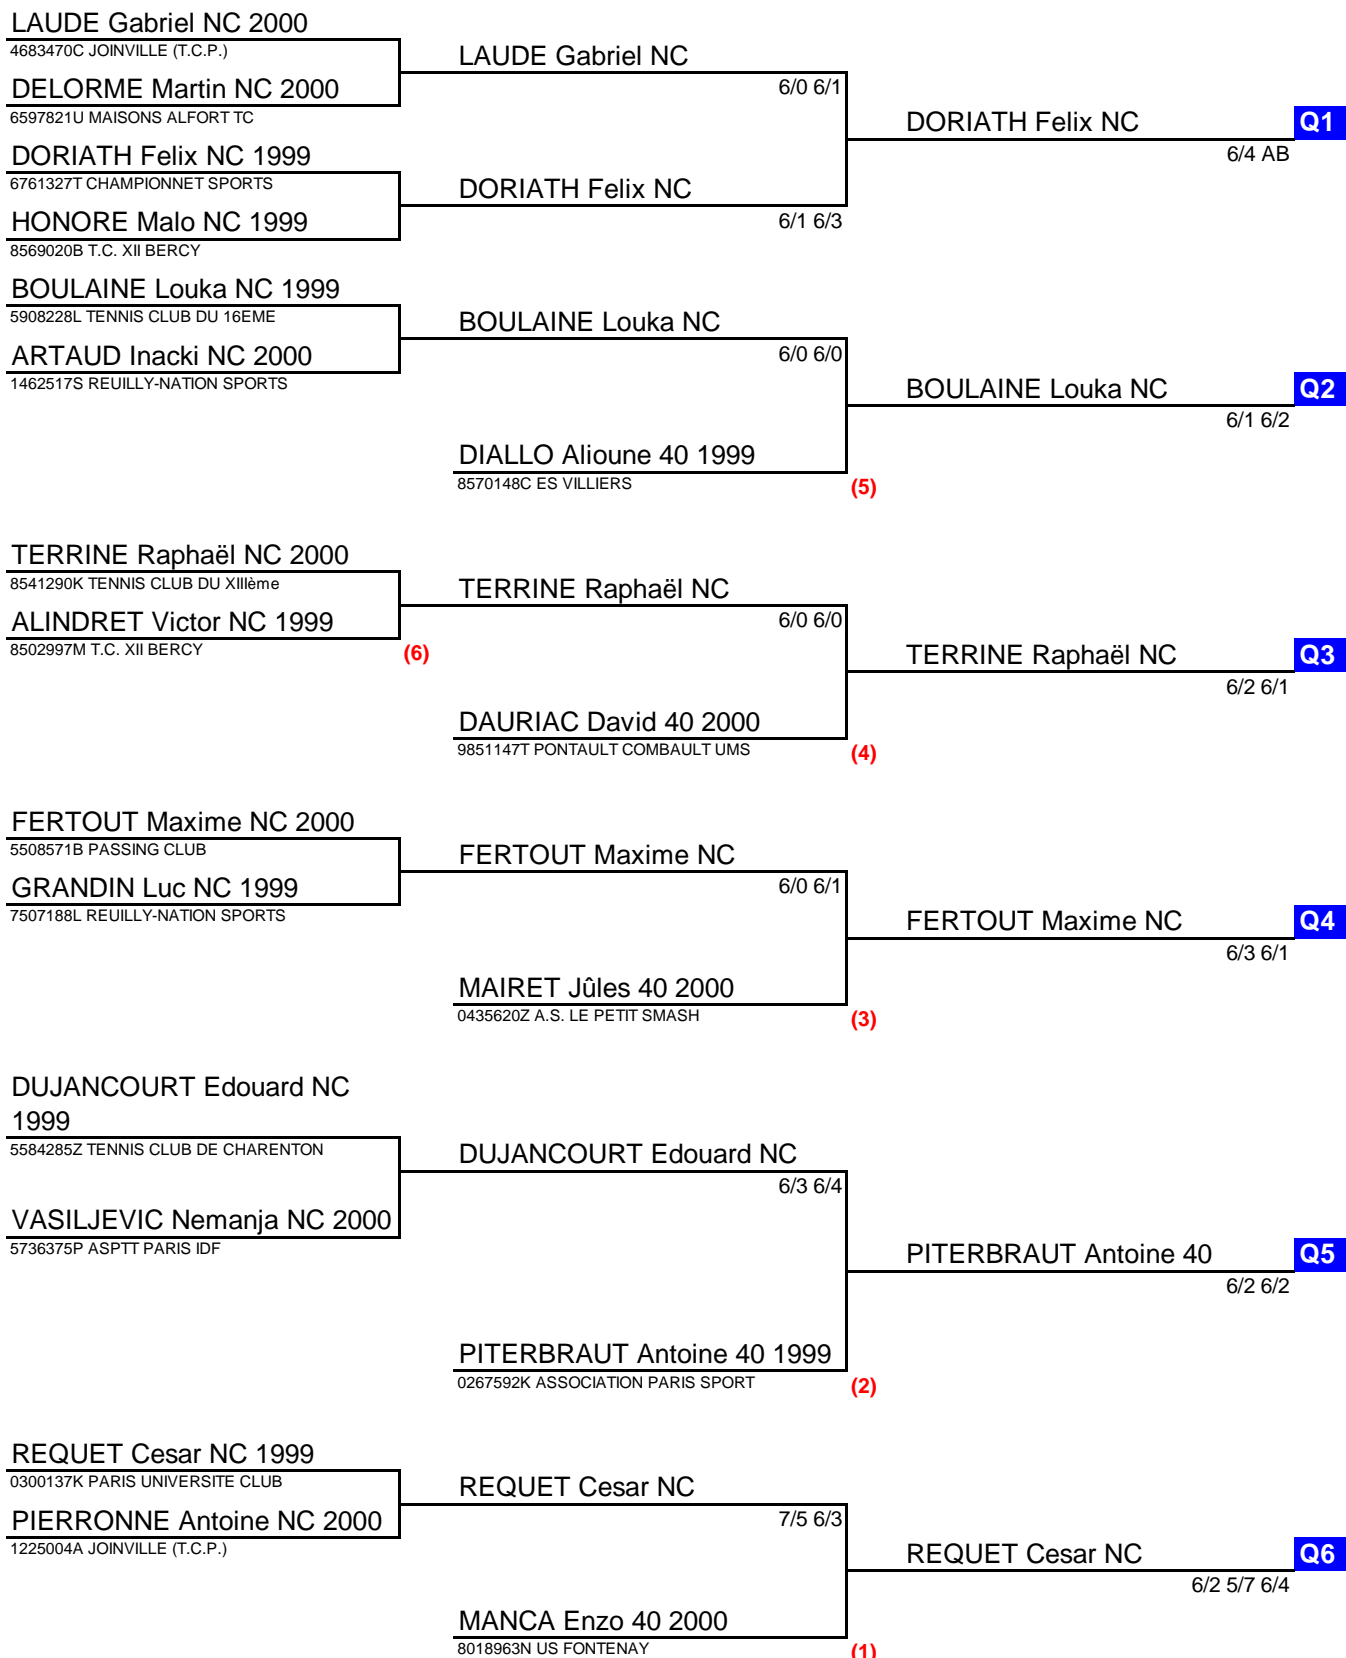 LAUDE Gabriel NC 2000
4683470C JOINVILLE (T.C.P.)
LAUDE Gabriel NC
6/0 6/1
DELORME Martin NC 2000
6597821U MAISONS ALFORT TC
DORIATH Felix NC
Q1
6/4 AB
DORIATH Felix NC 1999
6761327T CHAMPIONNET SPORTS
DORIATH Felix NC
6/1 6/3
HONORE Malo NC 1999
8569020B T.C. XII BERCY
BOULAINE Louka NC 1999
5908228L TENNIS CLUB DU 16EME
BOULAINE Louka NC
6/0 6/0
ARTAUD Inacki NC 2000
1462517S REUILLY-NATION SPORTS
BOULAINE Louka NC
Q2
6/1 6/2
DIALLO Alioune 40 1999
8570148C ES VILLIERS
(5)
TERRINE Raphaël NC 2000
8541290K TENNIS CLUB DU XIIIème
TERRINE Raphaël NC
6/0 6/0
ALINDRET Victor NC 1999
8502997M T.C. XII BERCY
(6)
TERRINE Raphaël NC
Q3
6/2 6/1
DAURIAC David 40 2000
9851147T PONTAULT COMBAULT UMS
(4)
FERTOUT Maxime NC 2000
5508571B PASSING CLUB
FERTOUT Maxime NC
6/0 6/1
GRANDIN Luc NC 1999
7507188L REUILLY-NATION SPORTS
FERTOUT Maxime NC
Q4
6/3 6/1
MAIRET Jûles 40 2000
0435620Z A.S. LE PETIT SMASH
(3)
DUJANCOURT Edouard NC
1999
5584285Z TENNIS CLUB DE CHARENTON
DUJANCOURT Edouard NC
6/3 6/4
VASILJEVIC Nemanja NC 2000
5736375P ASPTT PARIS IDF
PITERBRAUT Antoine 40
Q5
6/2 6/2
PITERBRAUT Antoine 40 1999
0267592K ASSOCIATION PARIS SPORT
(2)
REQUET Cesar NC 1999
0300137K PARIS UNIVERSITE CLUB
REQUET Cesar NC
7/5 6/3
PIERRONNE Antoine NC 2000
1225004A JOINVILLE (T.C.P.)
REQUET Cesar NC
Q6
6/2 5/7 6/4
MANCA Enzo 40 2000
8018963N US FONTENAY
(1)